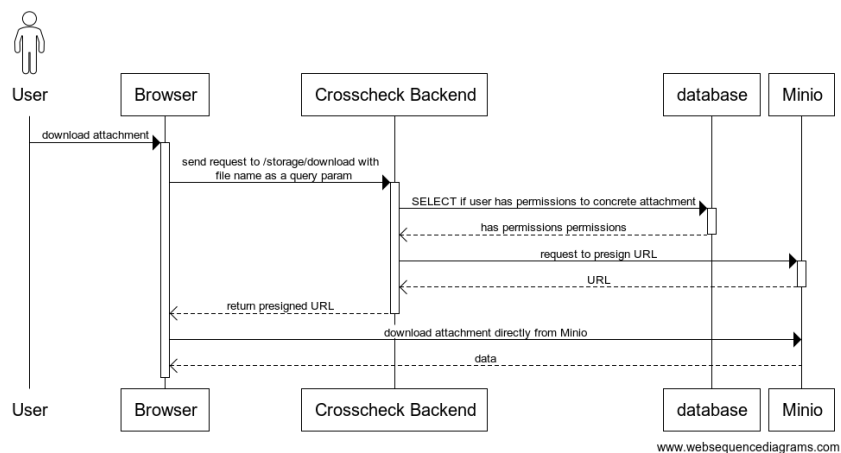 User
Browser
Crosscheck Backend
database
Minio
download attachment
send request to /storage/download with
file name as a query param
SELECT if user has permissions to concrete attachment
has permissions permissions
request to presign URL
URL
return presigned URL
download attachment directly from Minio
data
User
Browser
Crosscheck Backend
database
Minio
www.websequencediagrams.com